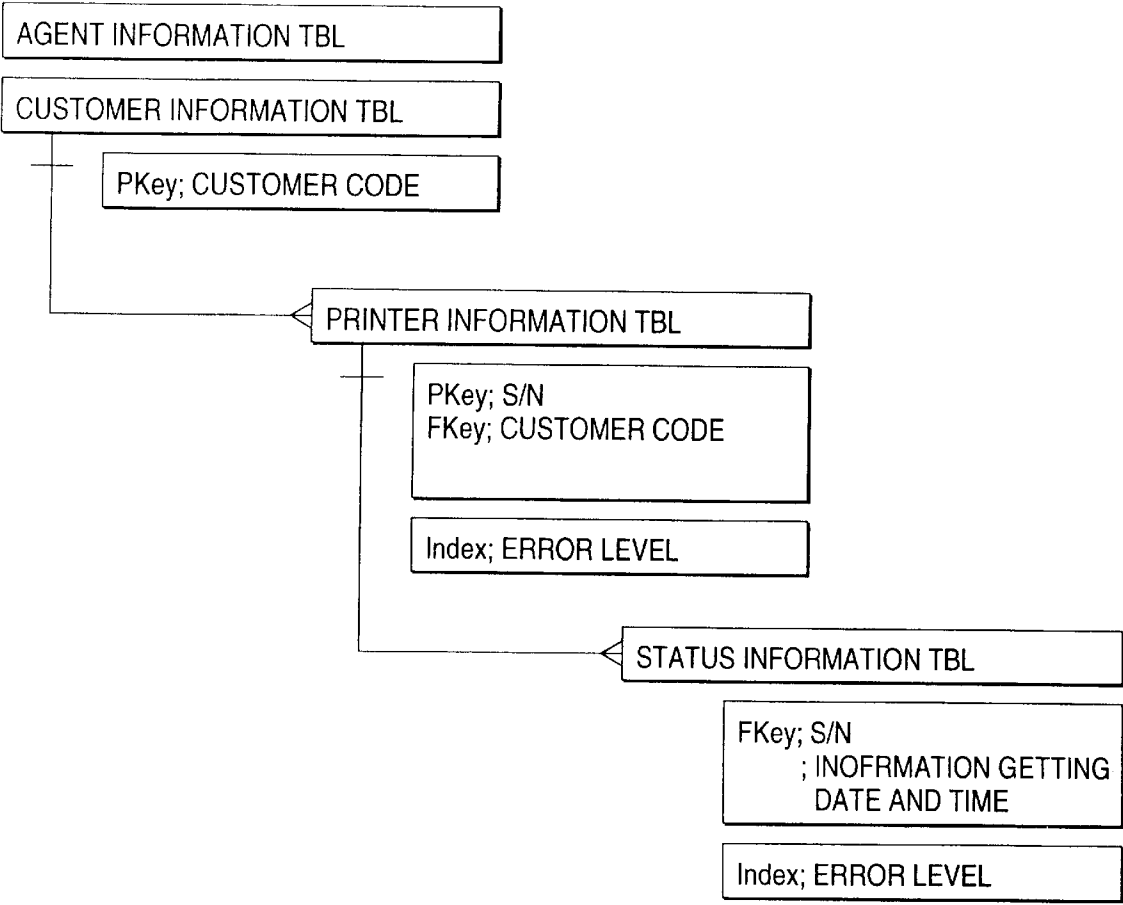 AGENT INFORMATION TBL
CUSTOMER INFORMATION TBL
PKey; CUSTOMER CODE
PRINTER INFORMATION TBL
PKey; S/N
FKey; CUSTOMER CODE
Index; ERROR LEVEL
STATUS INFORMATION TBL
FKey; S/N
; INOFRMATION GETTING
DATE AND TIME
Index; ERROR LEVEL